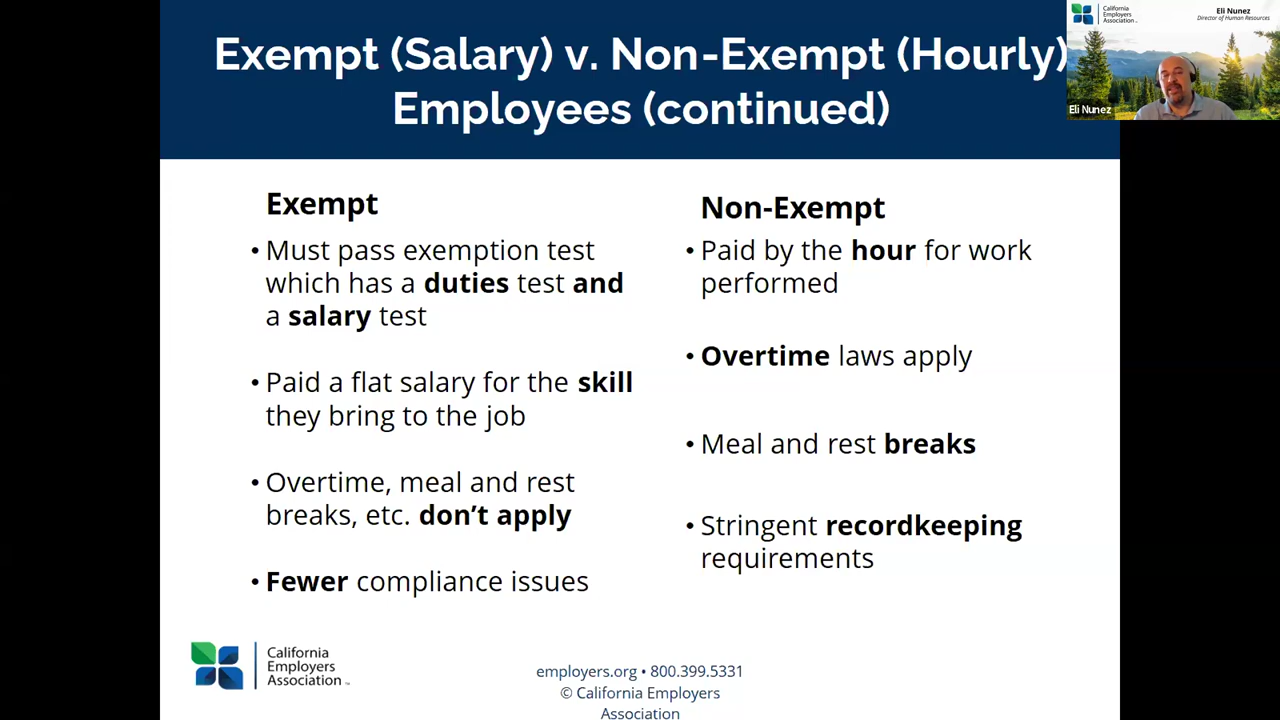 Exempt (Salary) v. Non-Exempt (Hourly)
Employees (continued)
California
Employers
Association
Eli Nunez
Director of Human Resources
Eli Nunez
Exempt
• Must pass exemption test
which has a duties test and
a salary test
• Paid a flat salary for the skill
they bring to the job
• Overtime, meal and rest
breaks, etc. don’t apply
• Fewer compliance issues
Non-Exempt
• Paid by the hour for work
performed
• Overtime laws apply
• Meal and rest breaks
• Stringent recordkeeping
requirements
California
Employers
Association™
employers.org • 800.399.5331
© California Employers
Association